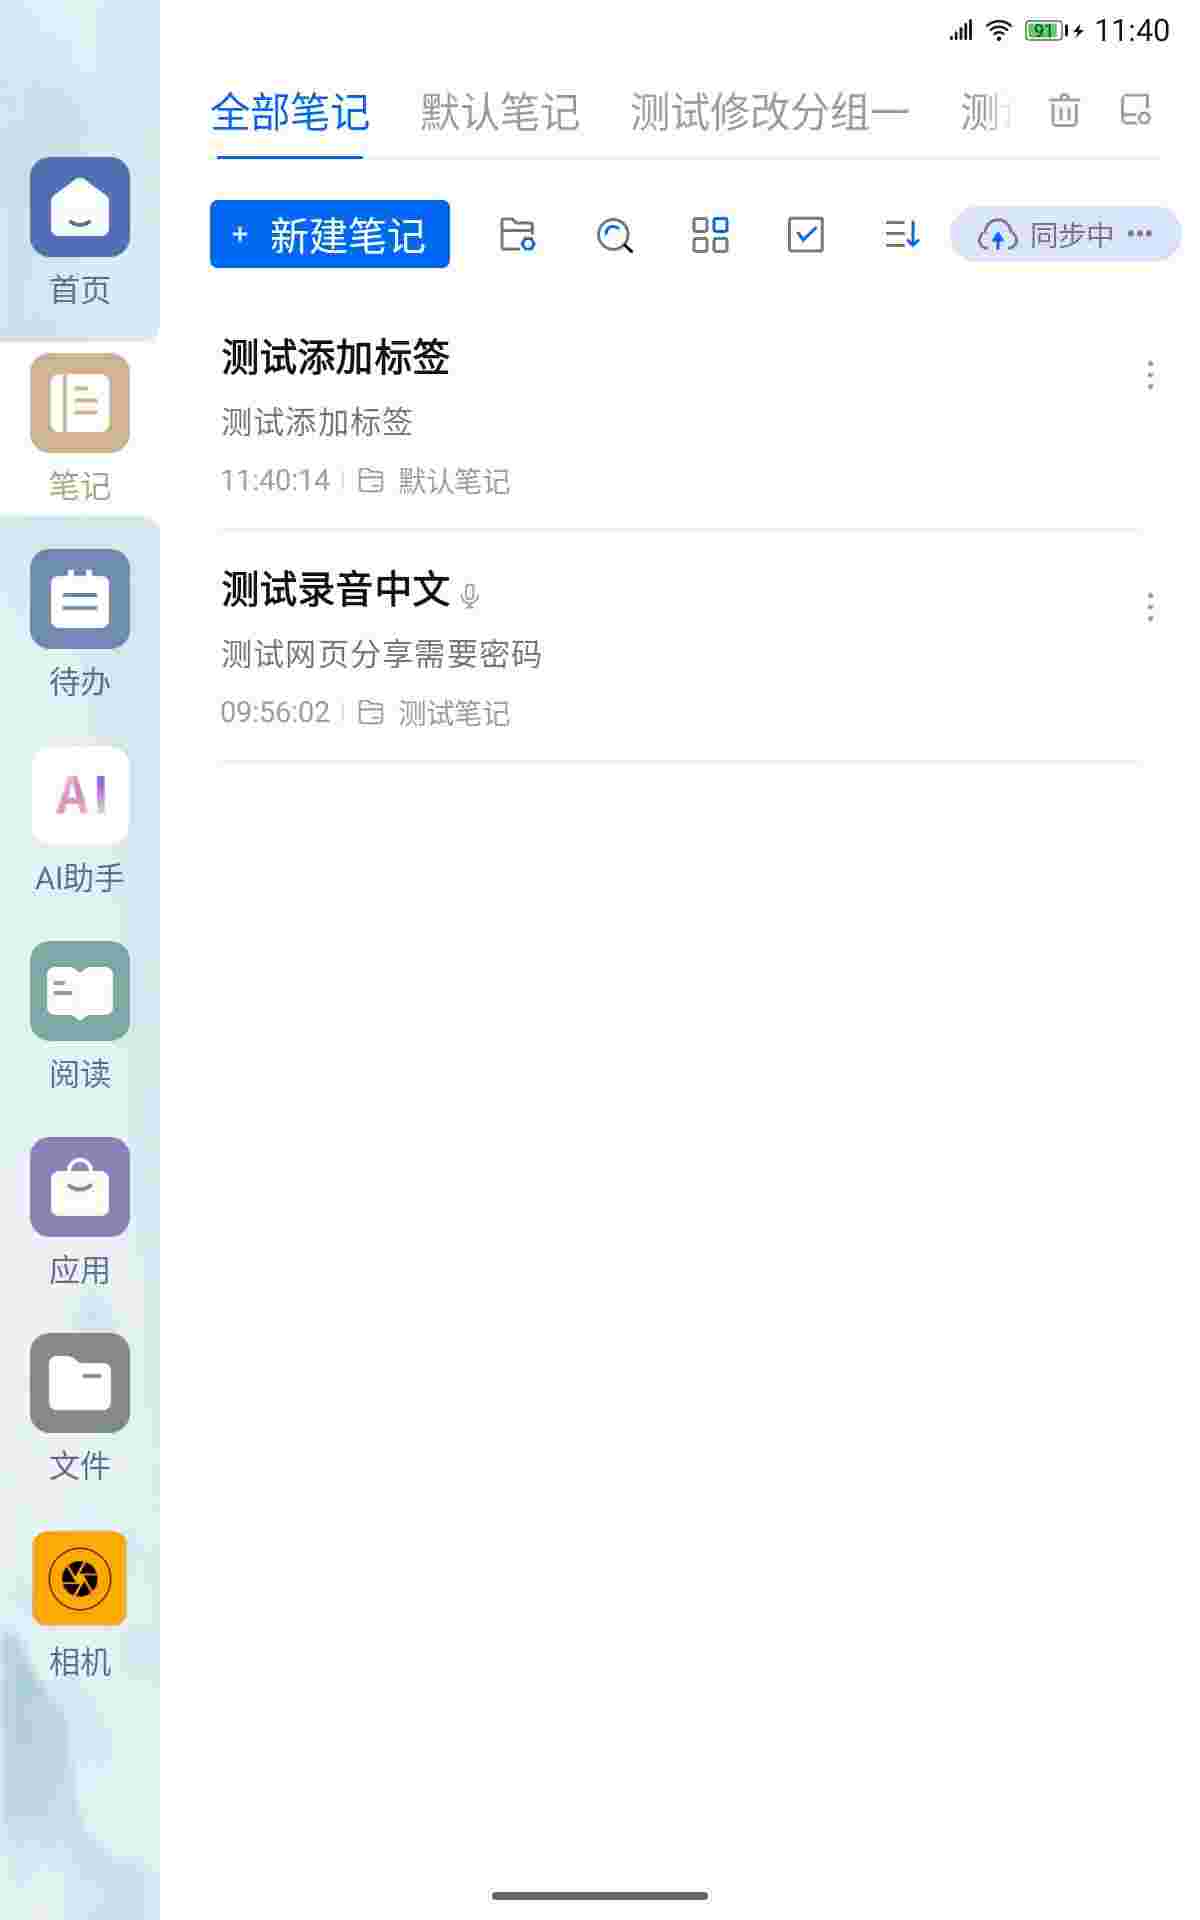 91 11:40
全部笔记 默认笔记 测试修改分组一 测
+ 新建笔记 同步中 ···
首页
笔记
待办
AI
AI助手
阅读
应用
文件
相机
测试添加标签
测试添加标签
11:40:14 默认笔记
测试录音中文
测试网页分享需要密码
09:56:02 测试笔记